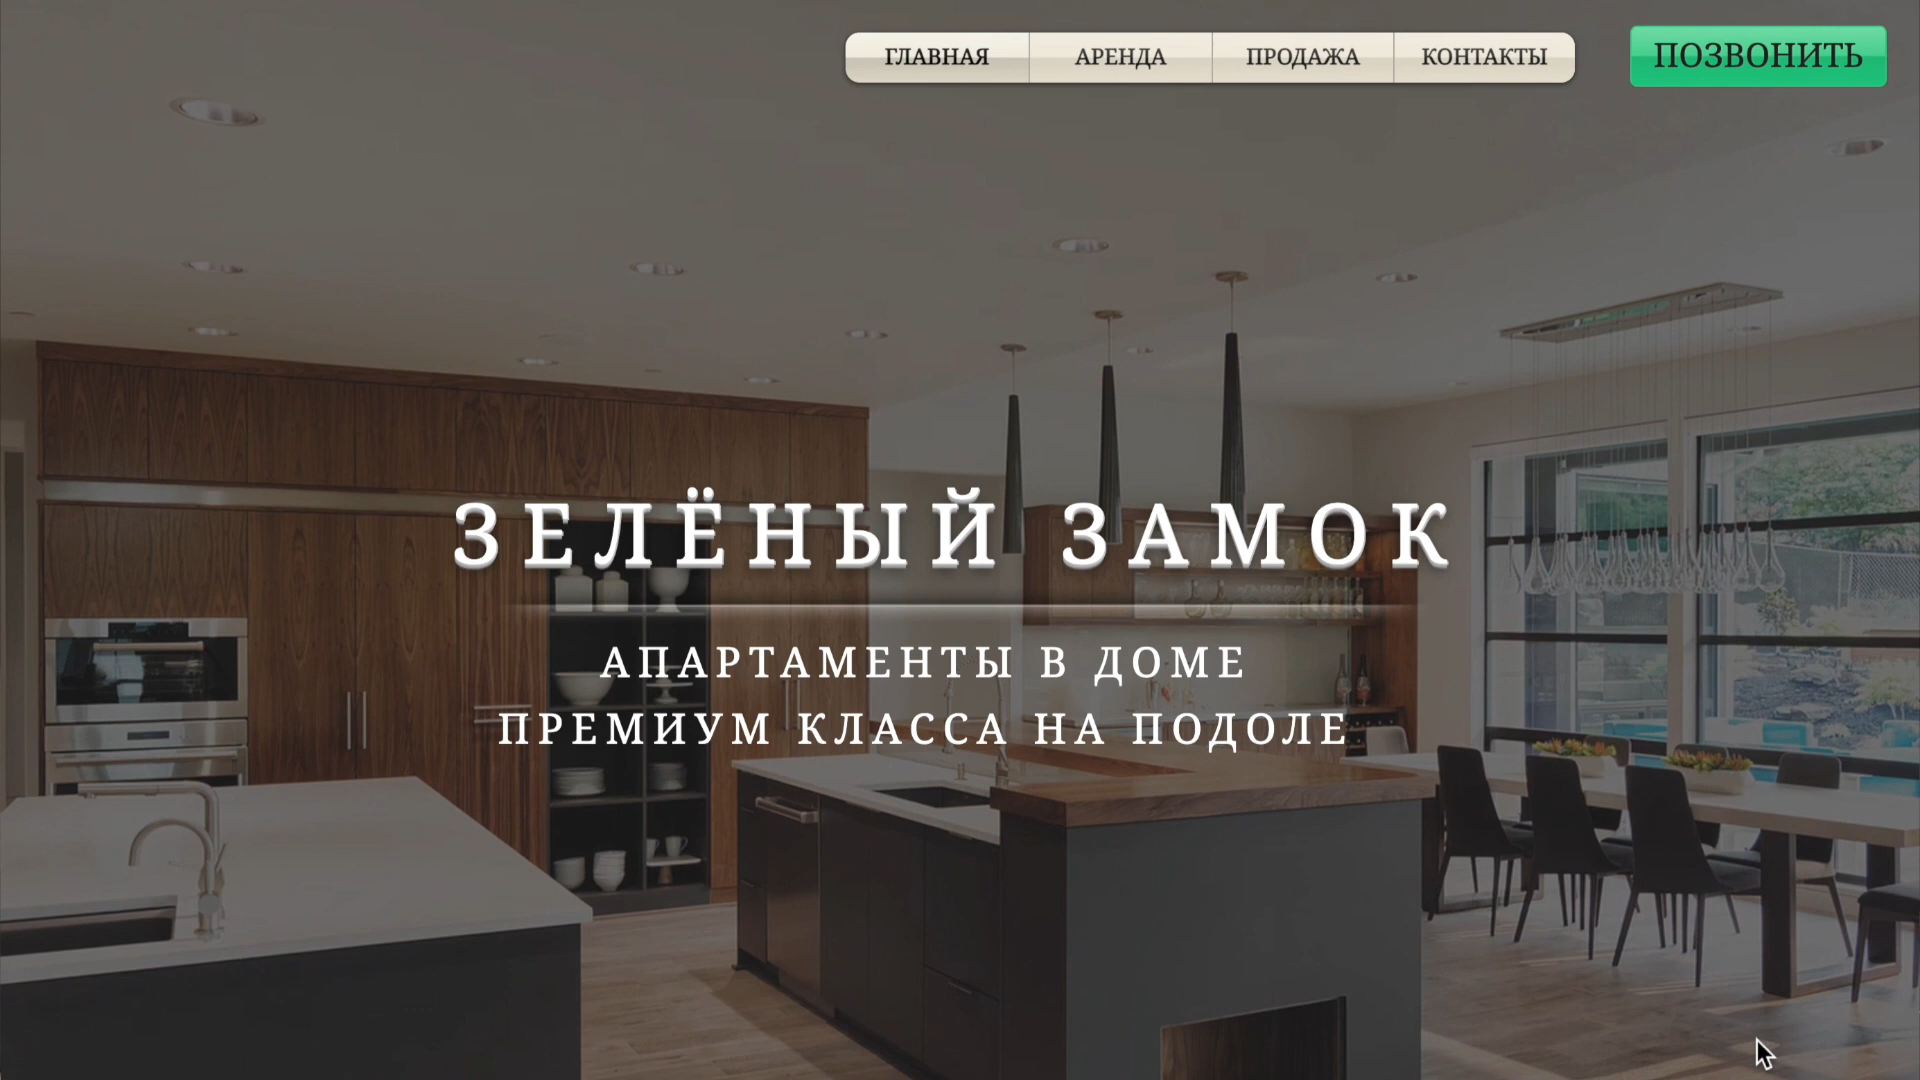 ГЛАВНАЯ АРЕНДА ПРОДАЖА КОНТАКТЫ ПОЗВОНИТЬ
ЗЕЛЁНЫЙ ЗАМОК
АПАРТАМЕНТЫ В ДОМЕ
ПРЕМИУМ КЛАССА НА ПОДОЛЕ